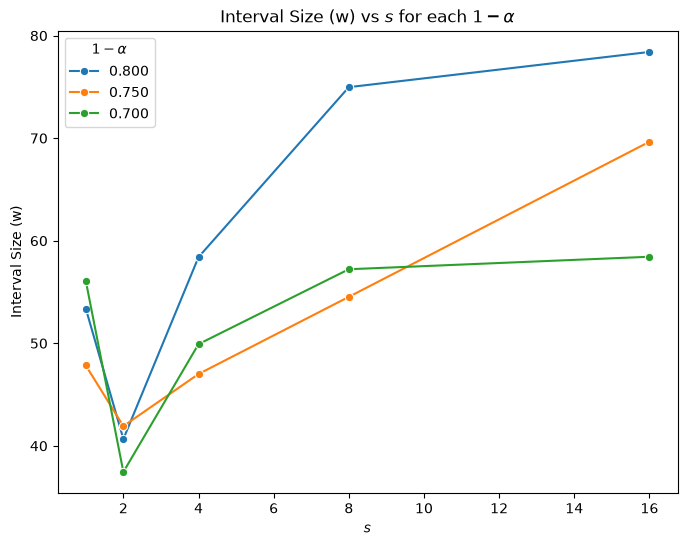 Interval Size (w) vs s for each 1 − α
1 − α
0.800
0.750
0.700
Interval Size (w)
80
70
60
50
40
2 4 6 8 10 12 14 16
s